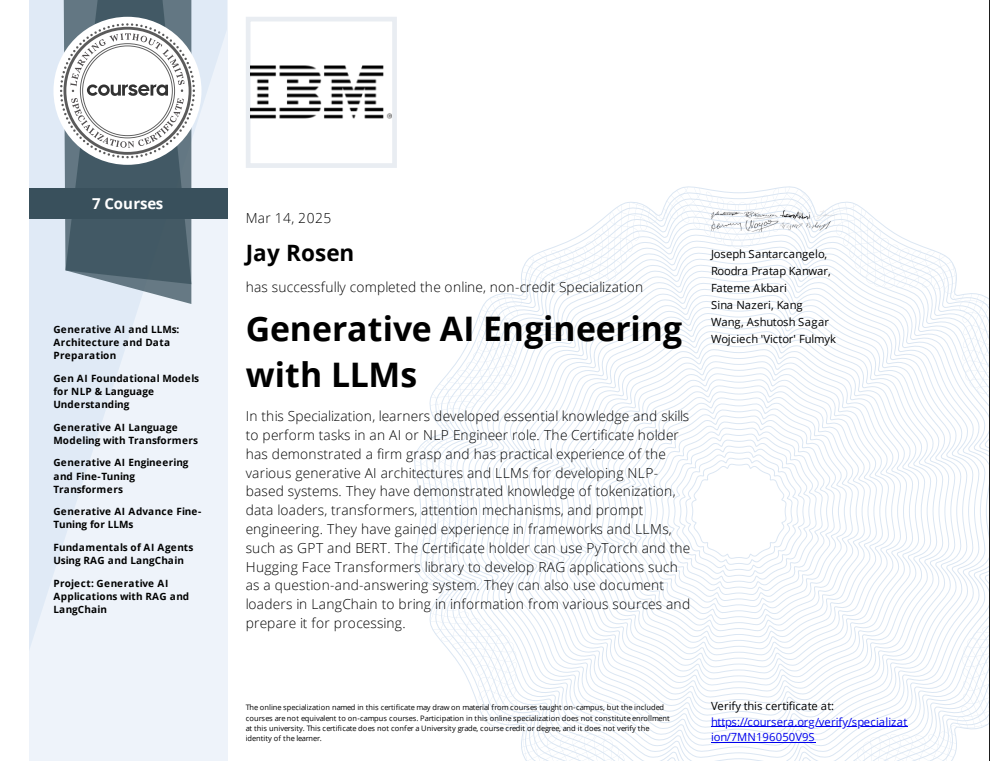 LEARNING WITHOUT LIMITS
coursera
SPECIALIZATION CERTIFICATE
7 Courses
Generative AI and LLMs:
Architecture and Data
Preparation
Gen AI Foundational Models
for NLP & Language
Understanding
Generative AI Language
Modeling with Transformers
Generative AI Engineering
and Fine-Tuning
Transformers
Generative AI Advance Fine-
Tuning for LLMs
Fundamentals of AI Agents
Using RAG and LangChain
Project: Generative AI
Applications with RAG and
LangChain
IBM®
Mar 14, 2025
Jay Rosen
has successfully completed the online, non-credit Specialization
Generative AI Engineering
with LLMs
In this Specialization, learners developed essential knowledge and skills
to perform tasks in an AI or NLP Engineer role. The Certificate holder
has demonstrated a firm grasp and has practical experience of the
various generative AI architectures and LLMs for developing NLP-
based systems. They have demonstrated knowledge of tokenization,
data loaders, transformers, attention mechanisms, and prompt
engineering. They have gained experience in frameworks and LLMs,
such as GPT and BERT. The Certificate holder can use PyTorch and the
Hugging Face Transformers library to develop RAG applications such
as a question-and-answering system. They can also use document
loaders in LangChain to bring in information from various sources and
prepare it for processing.
The online specialization named in this certificate may draw on material from courses taught on-campus, but the included
courses are not equivalent to on-campus courses. Participation in this online specialization does not constitute enrollment
at this university. This certificate does not confer a University grade, course credit or degree, and it does not verify the
identity of the learner.
Joseph Santarcangelo,
Roodra Pratap Kanwar,
Fateme Akbari
Sina Nazeri, Kang
Wang, Ashutosh Sagar
Wojciech 'Victor' Fulmyk
Verify this certificate at:
https://coursera.org/verify/specializat
ion/7MN196050V9S